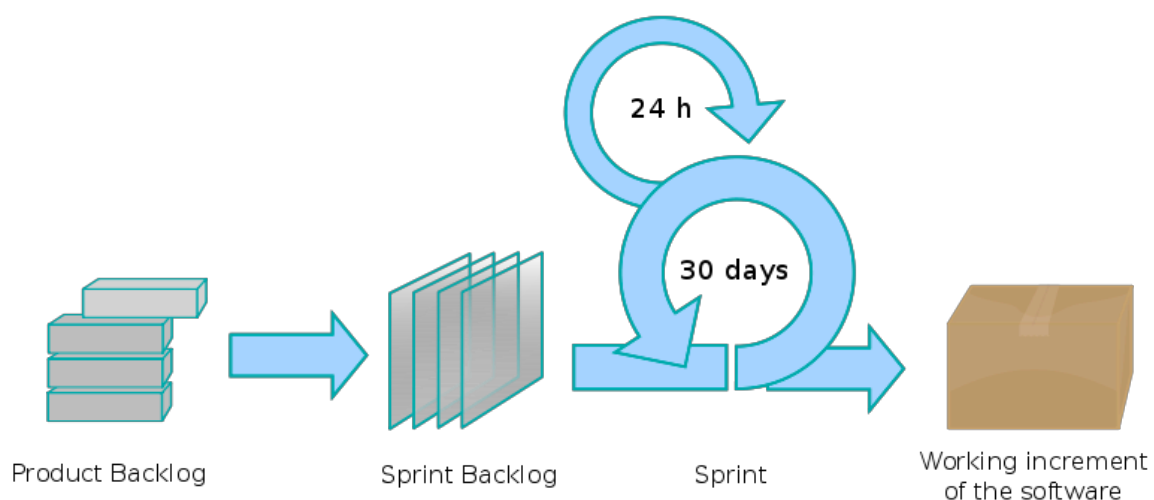 24 h
30 days
Product Backlog
Sprint Backlog
Sprint
Working increment
of the software